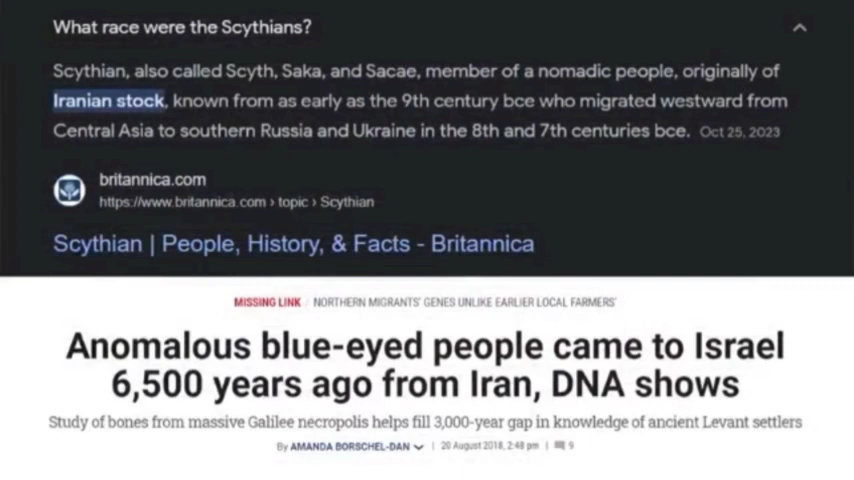 What race were the Scythians?
Scythian, also called Scyth, Saka, and Sacae, member of a nomadic people, originally of
Iranian stock, known from as early as the 9th century bce who migrated westward from
Central Asia to southern Russia and Ukraine in the 8th and 7th centuries bce. Oct 25, 2023
britannica.com
https://www.britannica.com › topic › Scythian
Scythian | People, History, & Facts - Britannica
MISSING LINK / NORTHERN MIGRANTS' GENES UNLIKE EARLIER LOCAL FARMERS'
Anomalous blue-eyed people came to Israel
6,500 years ago from Iran, DNA shows
Study of bones from massive Galilee necropolis helps fill 3,000-year gap in knowledge of ancient Levant settlers
By AMANDA BORSCHEL-DAN | 20 August 2018, 2:48 pm | 9